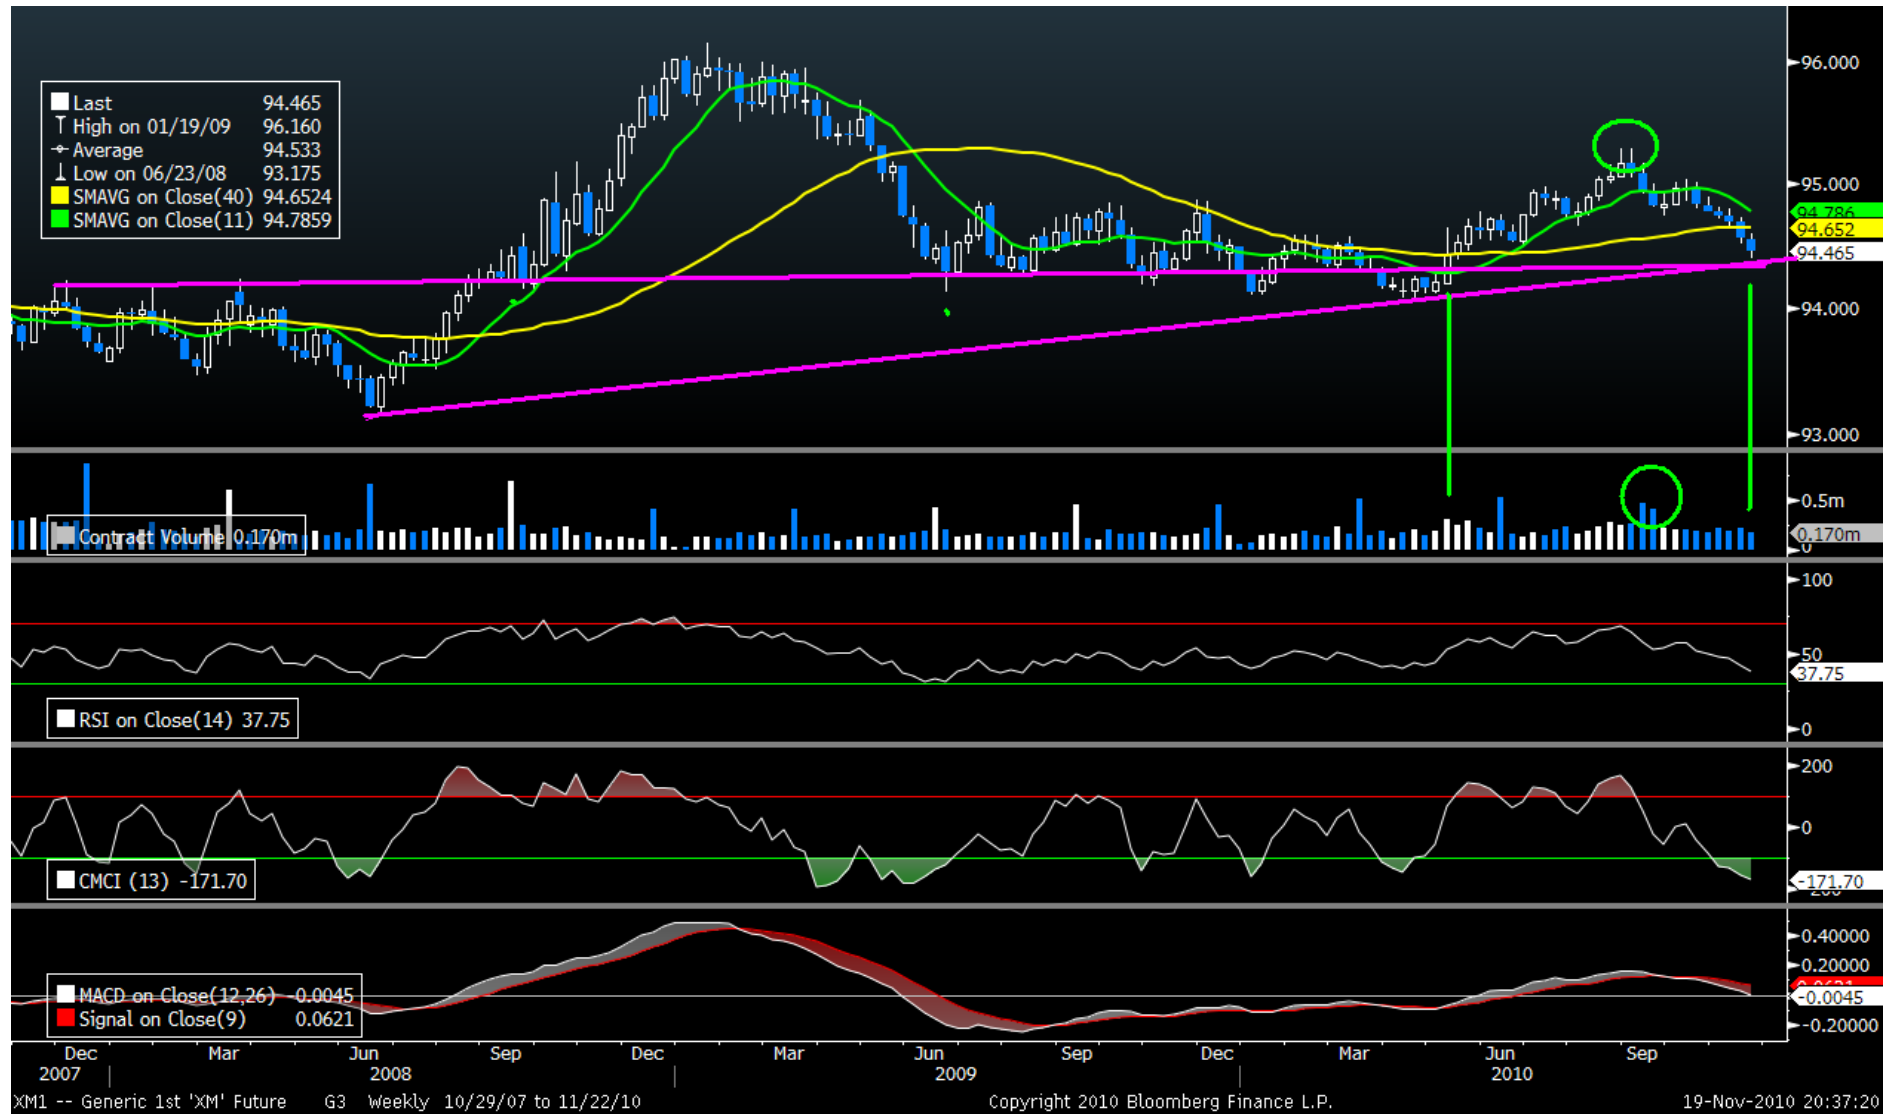 96.000
Last 94.465
High on 01/19/09 96.160
Average 94.533
Low on 06/23/08 93.175
SMAVG on Close(40) 94.6524
SMAVG on Close(11) 94.7859
95.000
94.786
94.652
94.465
94.000
93.000
0.5m
Contract Volume 0.170m
0.170m
0
100
50
37.75
RSI on Close(14) 37.75
0
200
0
CMCI (13) -171.70
-171.70
-200
0.40000
0.20000
MACD on Close(12,26) -0.0045
0.0621
-0.0045
Signal on Close(9) 0.0621
-0.20000
Dec Mar Jun Sep Dec Mar Jun Sep Dec Mar Jun Sep
2007 2008 2009 2010
XM1 -- Generic 1st 'XM' Future G3 Weekly 10/29/07 to 11/22/10 Copyright 2010 Bloomberg Finance L.P. 19-Nov-2010 20:37:20